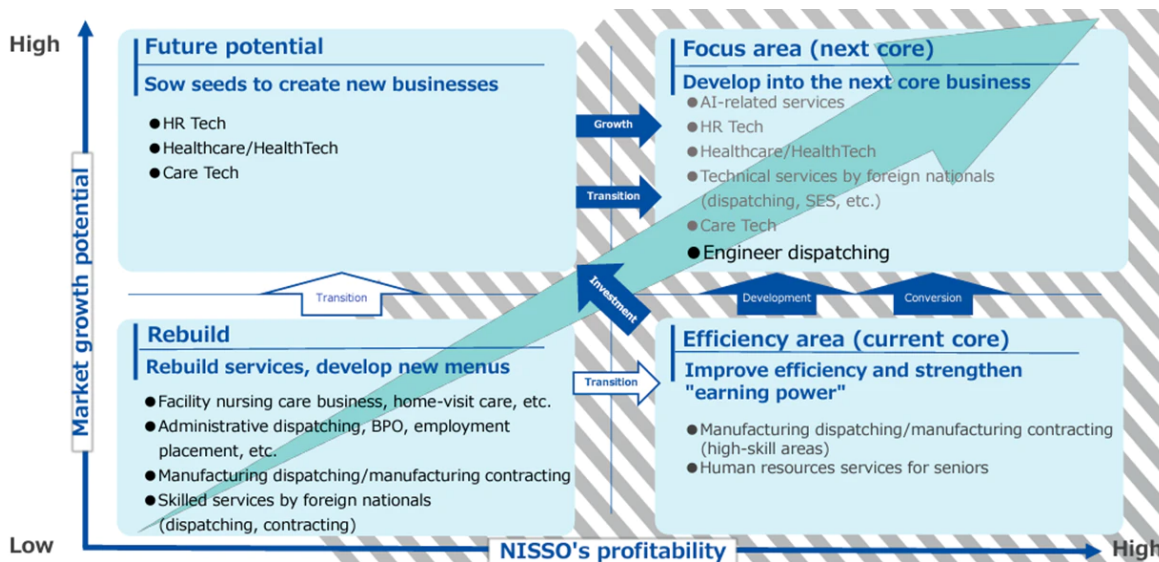 High
Future potential
Sow seeds to create new businesses
●HR Tech
●Healthcare/HealthTech
●Care Tech
Growth
Transition
Focus area (next core)
Develop into the next core business
●AI-related services
●HR Tech
●Healthcare/HealthTech
●Technical services by foreign nationals
(dispatching, SES, etc.)
●Care Tech
●Engineer dispatching
Market growth potential
Transition
Investment
Development
Conversion
Rebuild
Rebuild services, develop new menus
●Facility nursing care business, home-visit care, etc.
●Administrative dispatching, BPO, employment
placement, etc.
●Manufacturing dispatching/manufacturing contracting
●Skilled services by foreign nationals
(dispatching, contracting)
Transition
Efficiency area (current core)
Improve efficiency and strengthen
"earning power"
●Manufacturing dispatching/manufacturing contracting
(high-skill areas)
●Human resources services for seniors
Low
NISSO's profitability
High